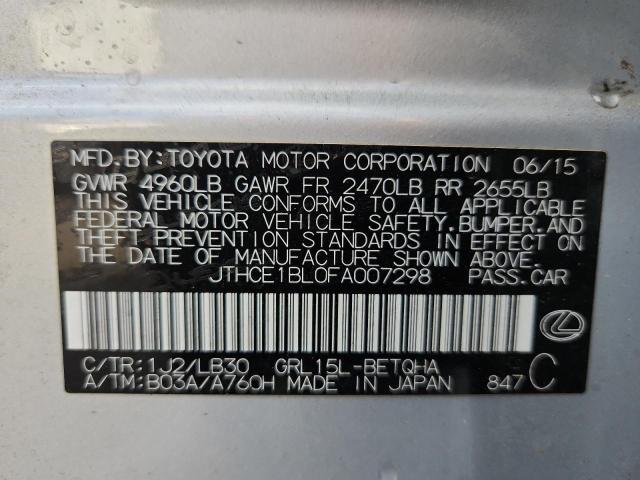 MFD. BY: TOYOTA MOTOR CORPORATION 06/15
GVWR 4960LB GAWR FR 2470LB RR 2655LB
THIS VEHICLE CONFORMS TO ALL APPLICABLE
FEDERAL MOTOR VEHICLE SAFETY, BUMPER, AND
THEFT PREVENTION STANDARDS IN EFFECT ON
THE DATE OF MANUFACTURE SHOWN ABOVE.
JTHCE1BL0FA007298 PASS. CAR
C/TR: 1J2/LB30 GRL15L-BETQHA
A/TM: B03A/A760H MADE IN JAPAN 847 C